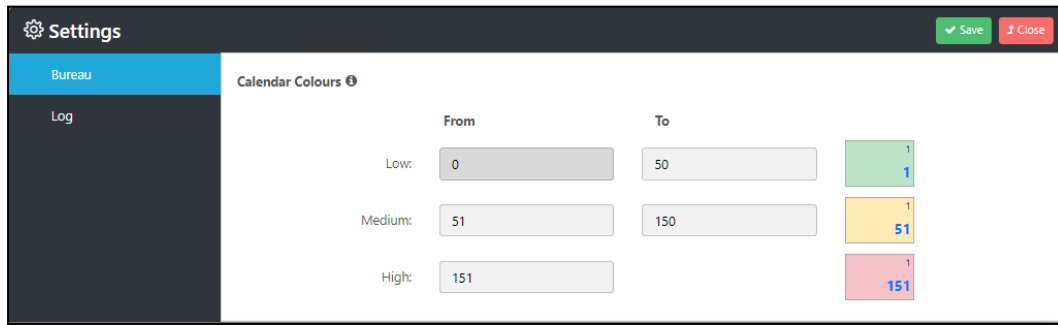 Settings
Save
Close
Bureau
Log
Calendar Colours
From To
Low: 0 50 1
1
Medium: 51 150 1
51
High: 151 1
151